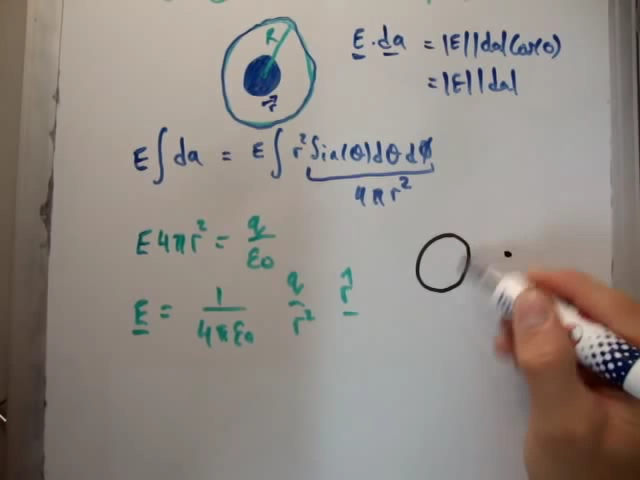 R
E · da = |E||da|Cos(0)
= |E||da|
r̂
E∫da = E∫r²Sin(θ)dθdφ
4πr²
E4πr² = q/ε₀
E = 1/4πε₀ q/r² r̂